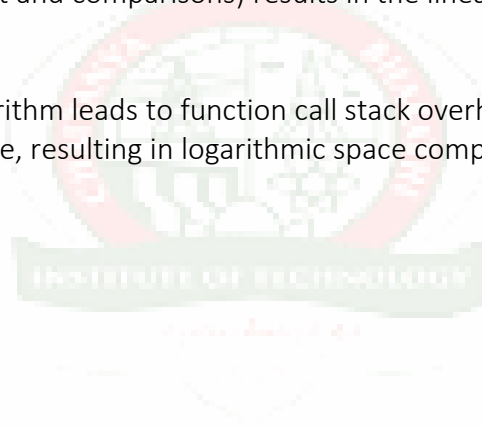 t and comparisons) results in the linea
rithm leads to function call stack overh
e, resulting in logarithmic space comp
INSTITUTE OF TECHNOLOGY